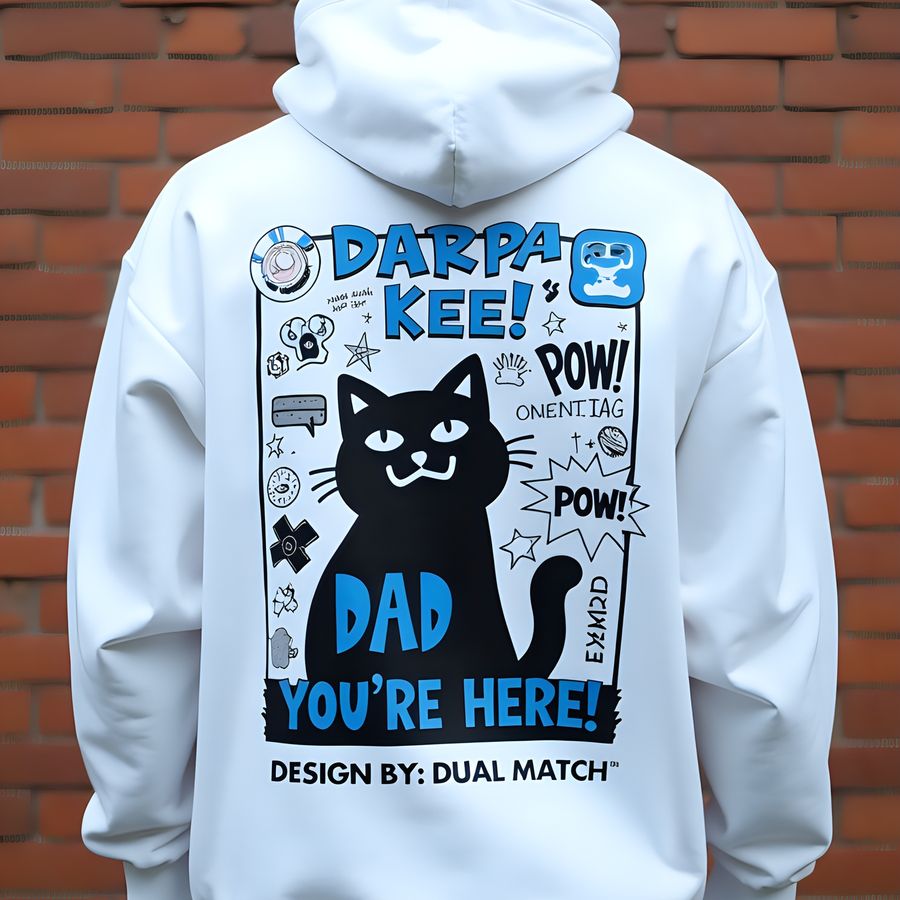 DARPA
KEE!
POW!
ONENT.IAG
POW!
DAD
YOU'RE HERE!
DESIGN BY: DUAL MATCH